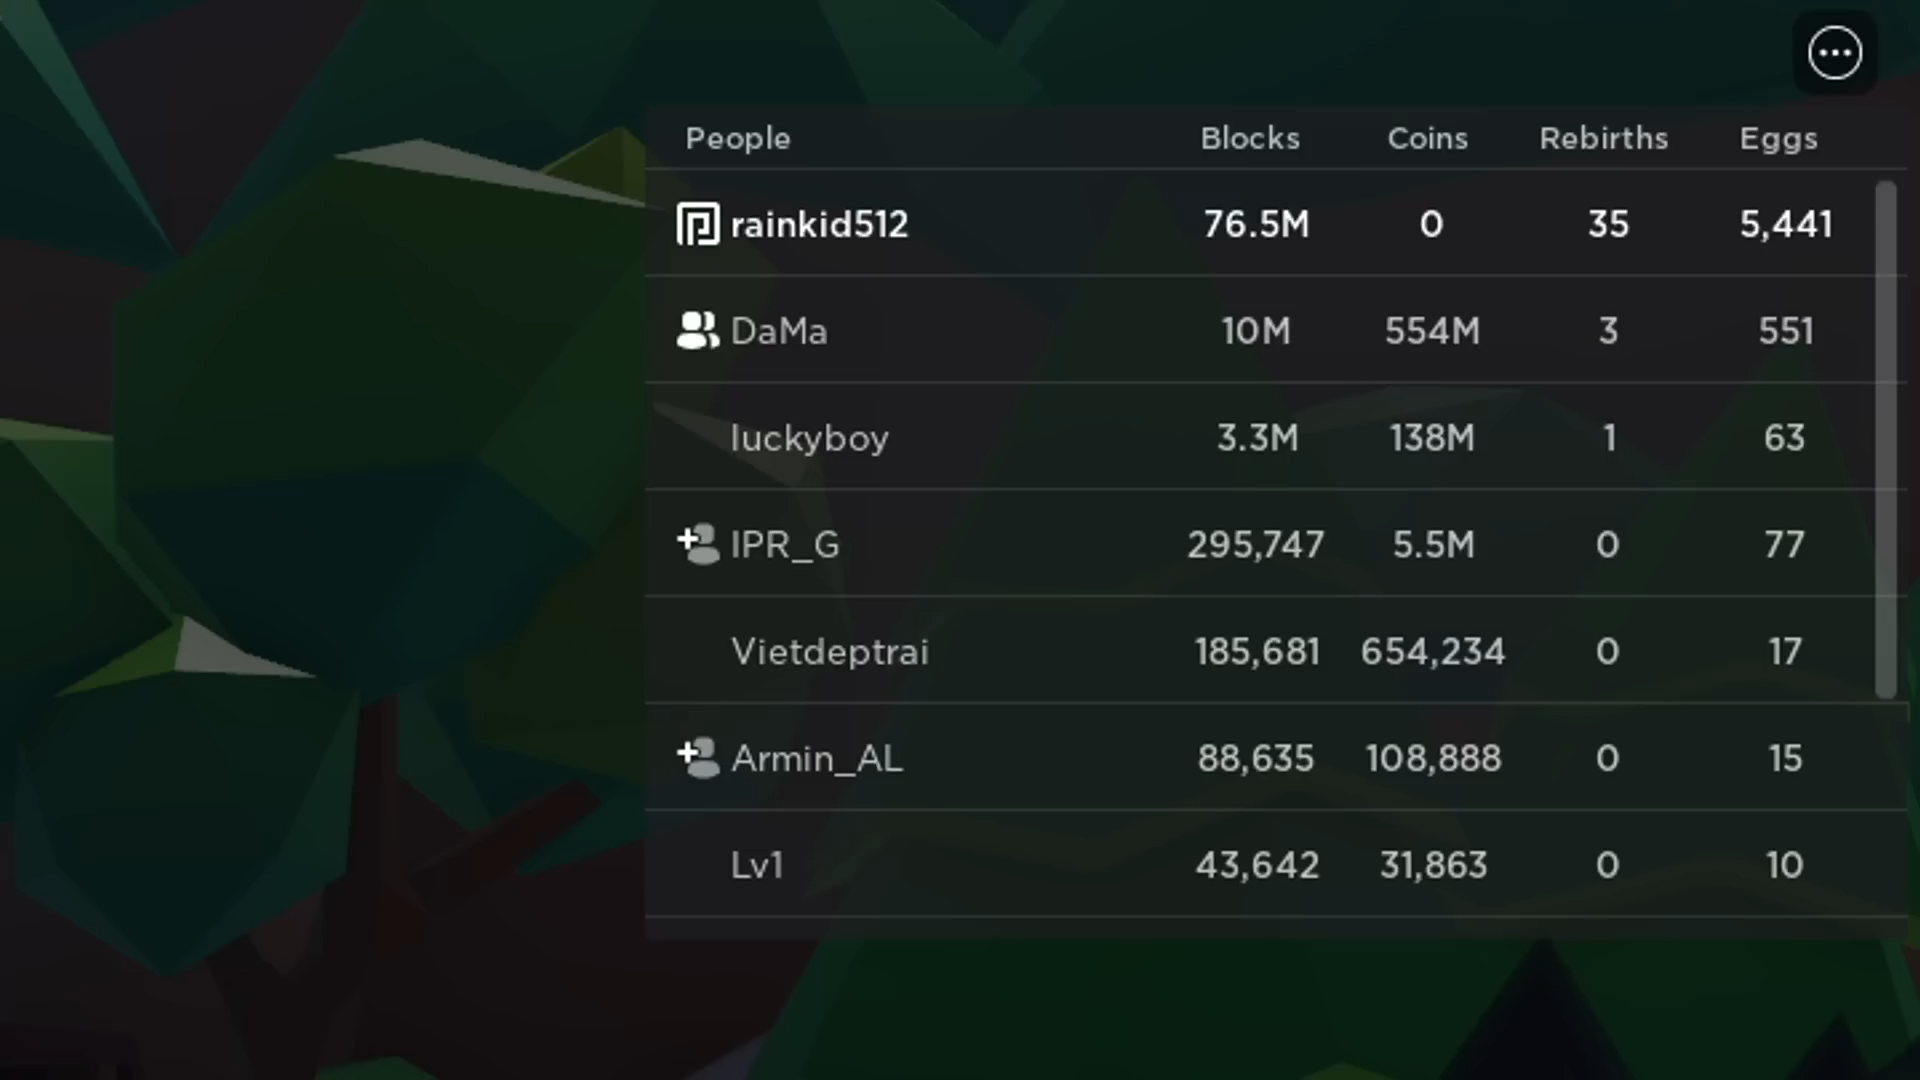 People Blocks Coins Rebirths Eggs
rainkid512 76.5M 0 35 5,441
DaMa 10M 554M 3 551
luckyboy 3.3M 138M 1 63
IPR_G 295,747 5.5M 0 77
Vietdeptrai 185,681 654,234 0 17
Armin_AL 88,635 108,888 0 15
Lv1 43,642 31,863 0 10